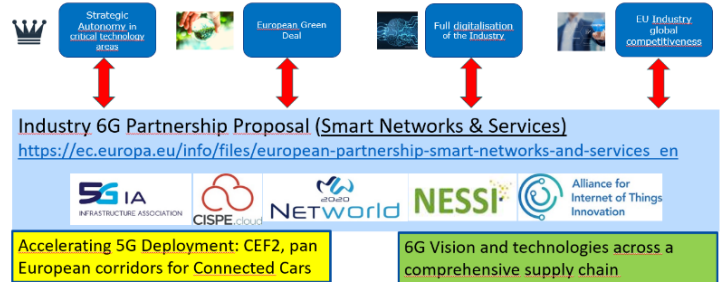 Strategic
Autonomy in
critical technology
areas
European Green
Deal
Full digitalisation
of the Industry
EU Industry
global
competitiveness
Industry 6G Partnership Proposal (Smart Networks & Services)
https://ec.europa.eu/info/files/european-partnership-smart-networks-and-services_en
5G IA
INFRASTRUCTURE ASSOCIATION
CISPE.cloud
2020
NETWORLD
NESSI
Alliance for
Internet of Things
Innovation
Accelerating 5G Deployment: CEF2, pan
European corridors for Connected Cars
6G Vision and technologies across a
comprehensive supply chain